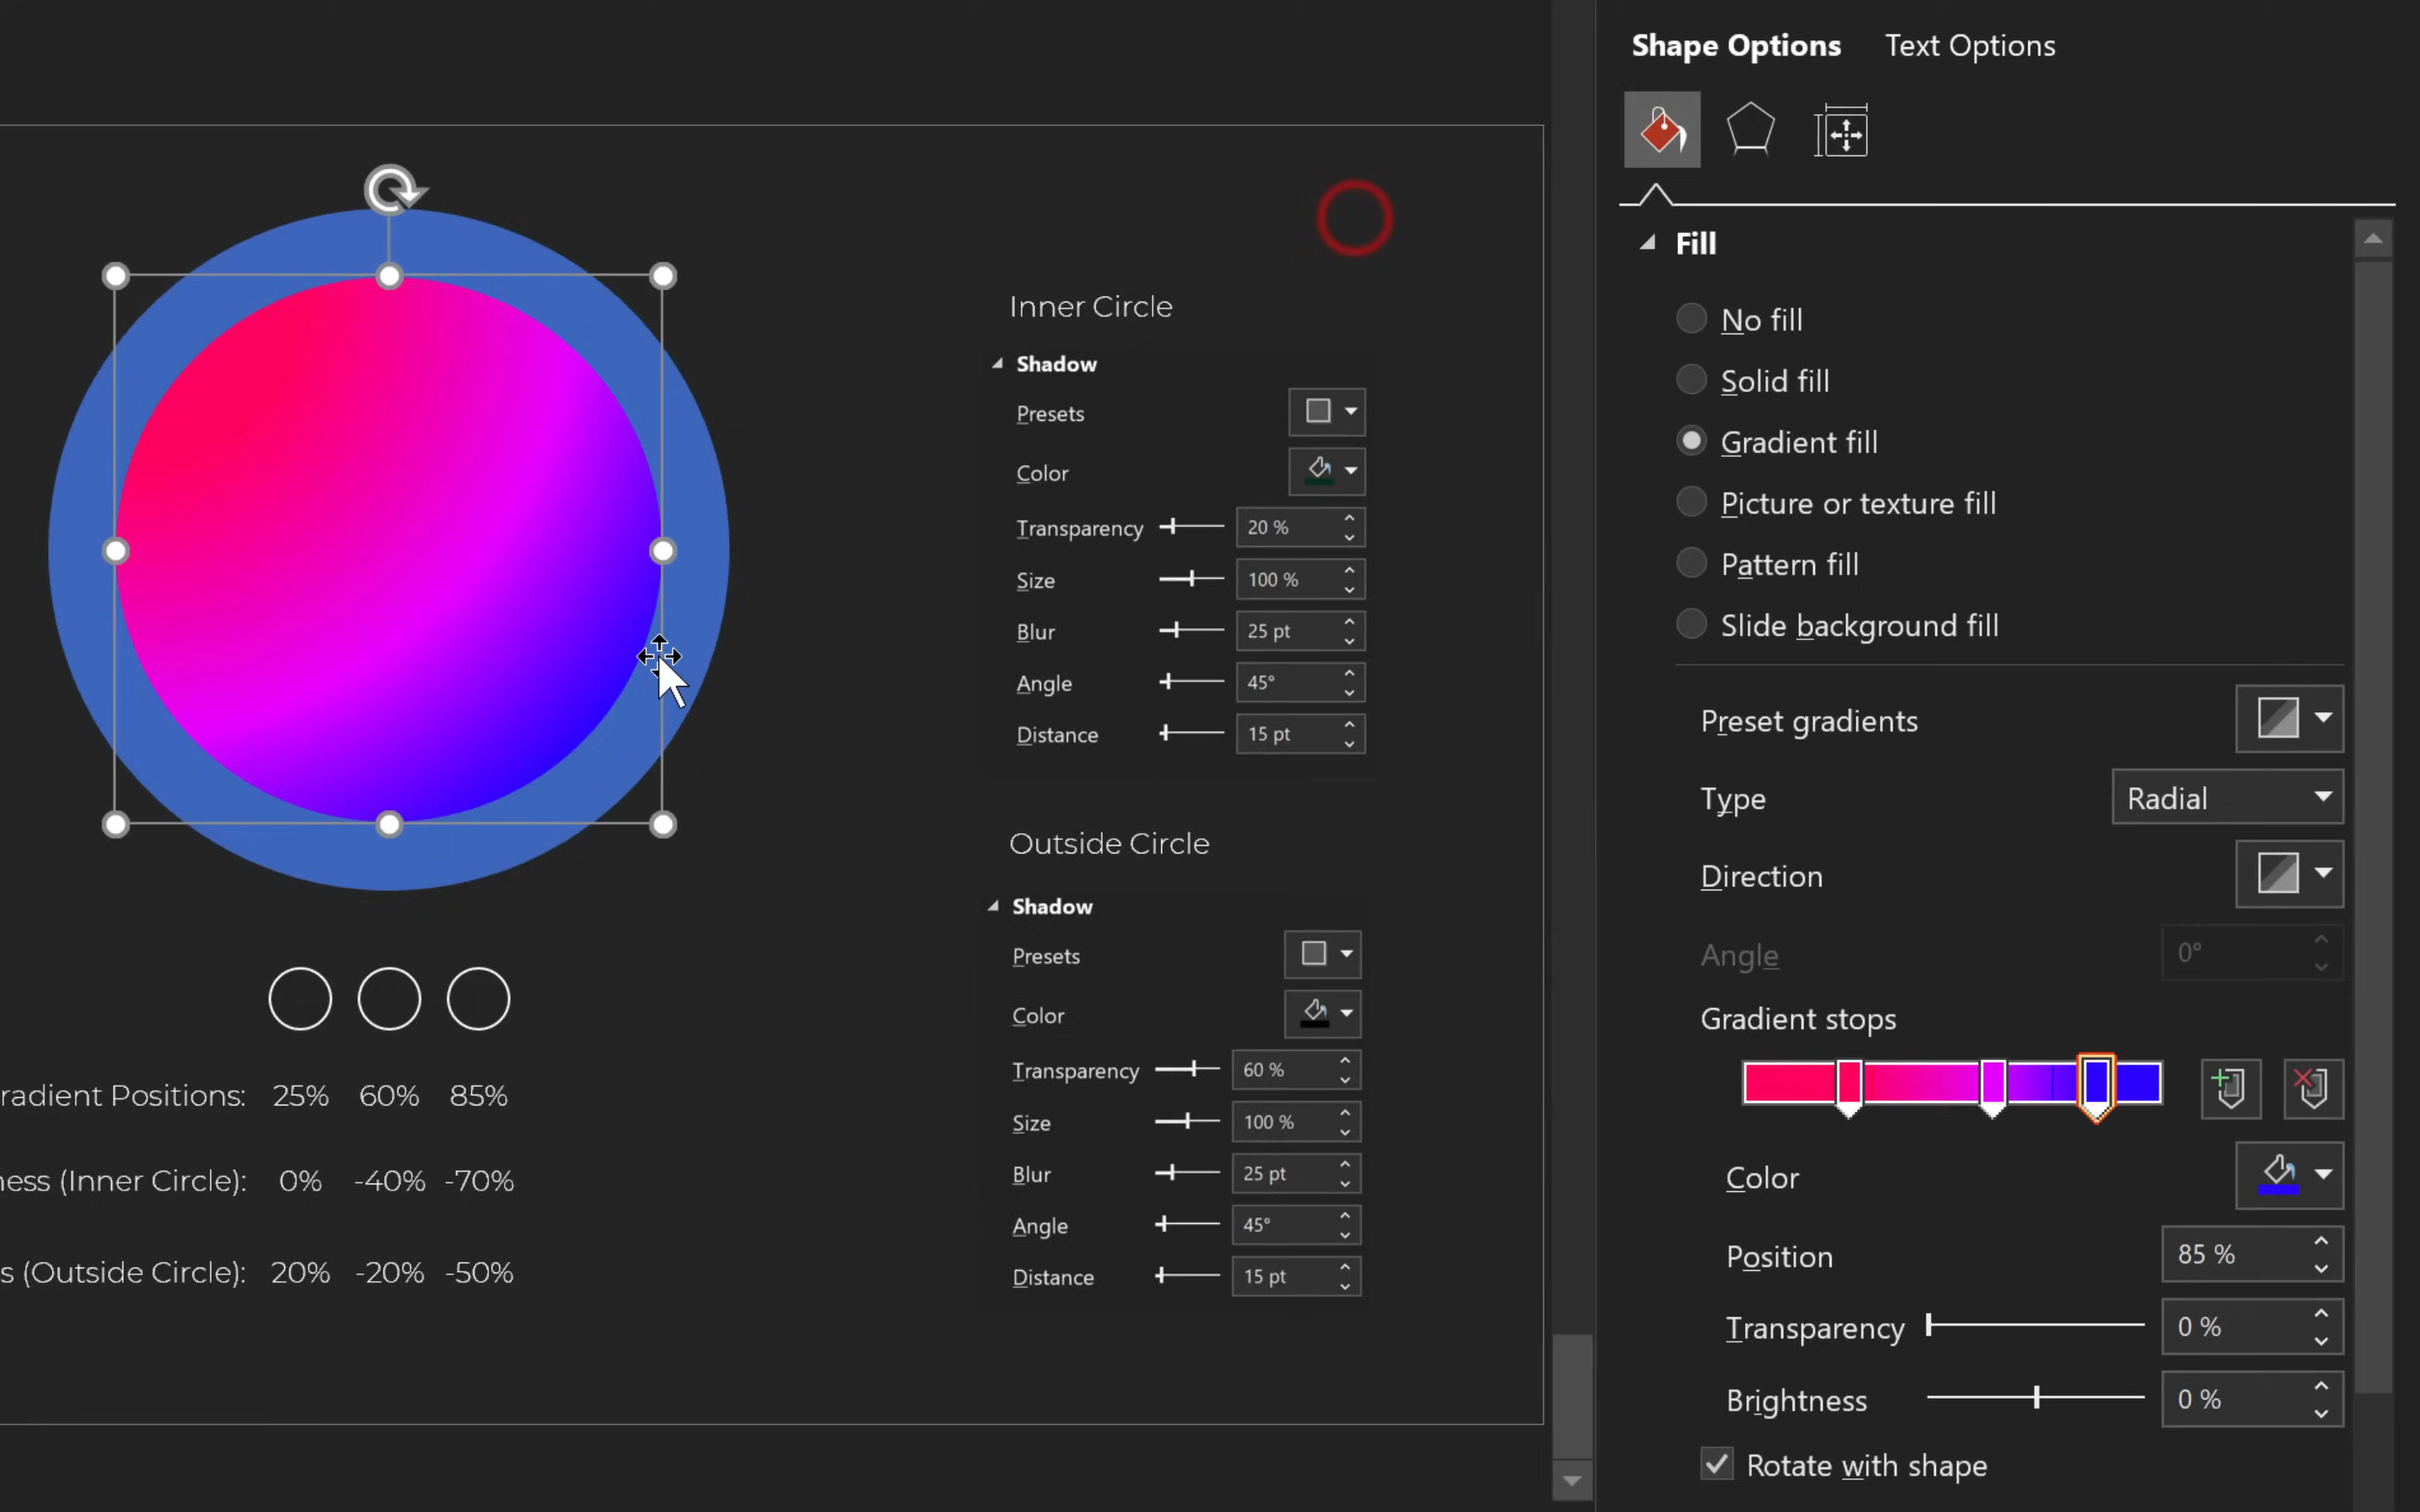 Inner Circle
Shadow
Presets
Color
Transparency 20 %
Size 100 %
Blur 25 pt
Angle 45°
Distance 15 pt
Outside Circle
Shadow
Presets
Color
Transparency 60 %
Size 100 %
Blur 25 pt
Angle 45°
Distance 15 pt
radient Positions: 25% 60% 85%
ness (Inner Circle): 0% -40% -70%
s (Outside Circle): 20% -20% -50%
Shape Options Text Options
Fill
No fill
Solid fill
Gradient fill
Picture or texture fill
Pattern fill
Slide background fill
Preset gradients
Type Radial
Direction
Angle 0°
Gradient stops
Color
Position 85 %
Transparency 0 %
Brightness 0 %
Rotate with shape